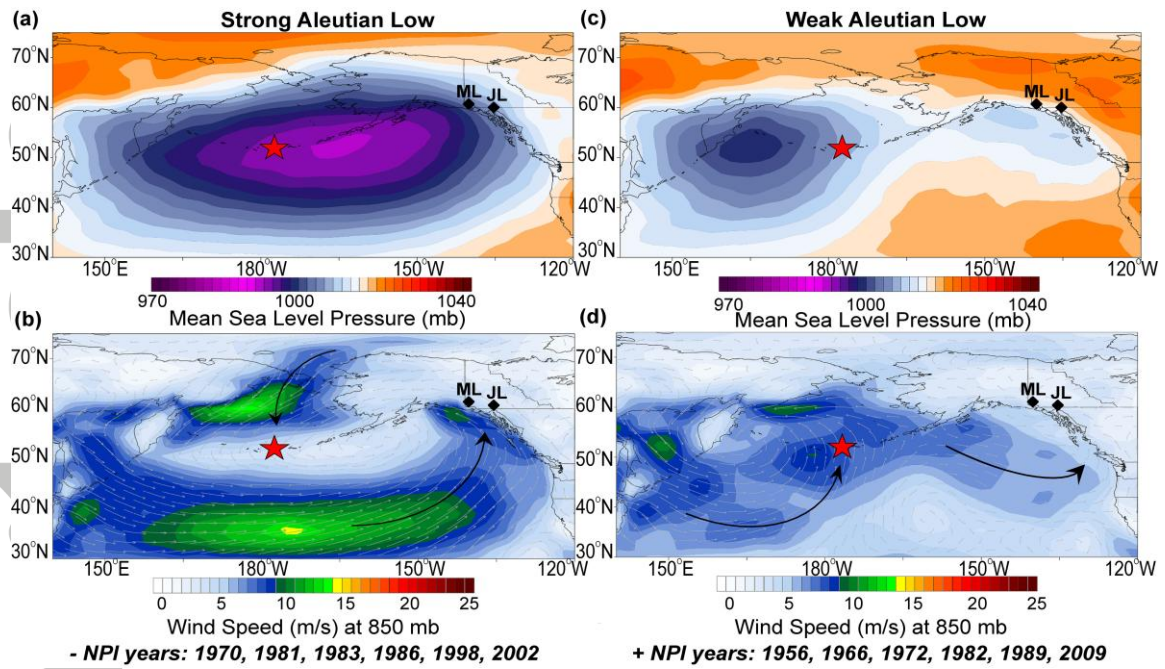 (a) Strong Aleutian Low
70°N
60°N
50°N
40°N
30°N
ML JL
150°E 180°W 150°W 120°W
970 1000 1040
Mean Sea Level Pressure (mb)
(c) Weak Aleutian Low
70°N
60°N
50°N
40°N
30°N
ML JL
150°E 180°W 150°W 120°W
970 1000 1040
Mean Sea Level Pressure (mb)
(b)
70°N
60°N
50°N
40°N
30°N
ML JL
150°E 180°W 150°W 120°W
0 5 10 15 20 25
Wind Speed (m/s) at 850 mb
- NPI years: 1970, 1981, 1983, 1986, 1998, 2002
(d)
70°N
60°N
50°N
40°N
30°N
ML JL
150°E 180°W 150°W 120°W
0 5 10 15 20 25
Wind Speed (m/s) at 850 mb
+ NPI years: 1956, 1966, 1972, 1982, 1989, 2009